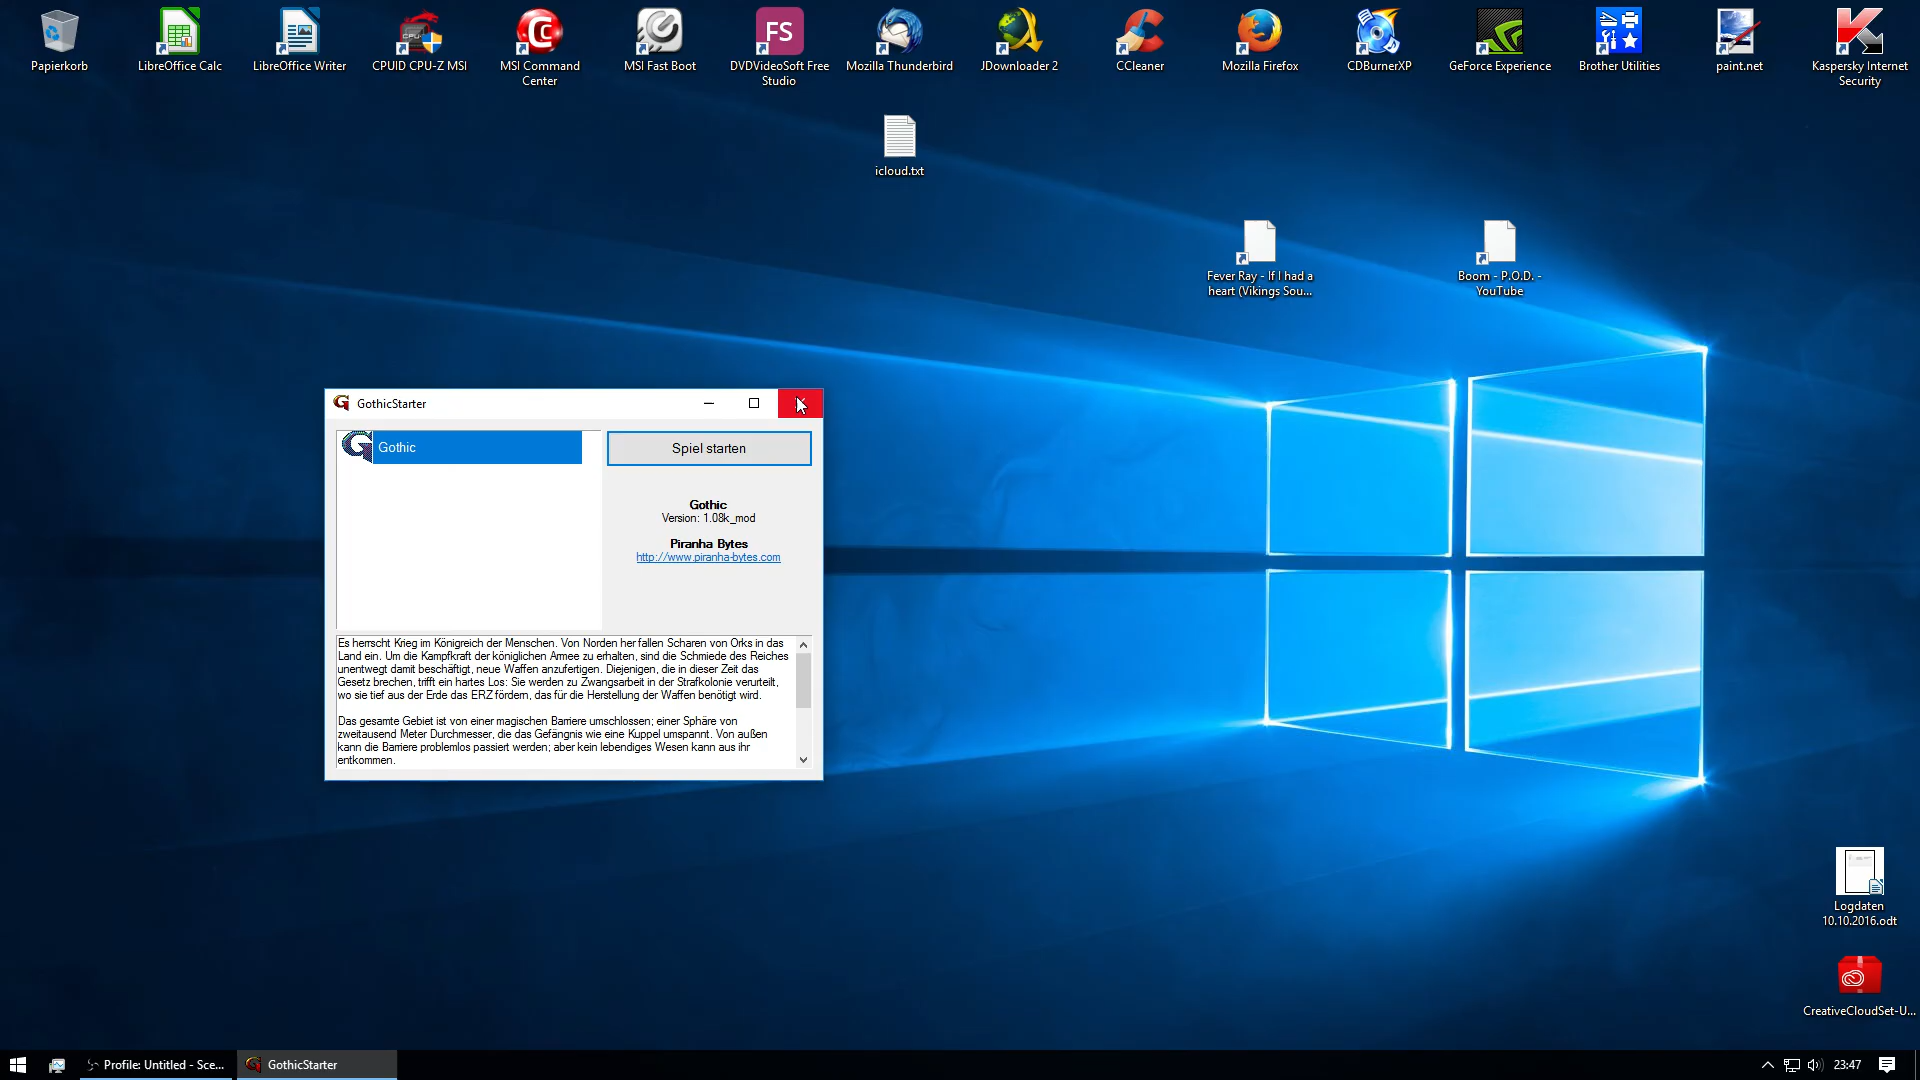 Papierkorb
LibreOffice Calc
LibreOffice Writer
CPUID CPU-Z MSI
MSI Command
Center
MSI Fast Boot
FS
DVDVideoSoft Free
Studio
Mozilla Thunderbird
JDownloader 2
CCleaner
Mozilla Firefox
CDBurnerXP
GeForce Experience
Brother Utilities
paint.net
Kaspersky Internet
Security
icloud.txt
Fever Ray - If I had a
heart (Vikings Sou...
Boom - P.O.D. -
YouTube
GothicStarter
Gothic
Spiel starten
Gothic
Version: 1.08k_mod
Piranha Bytes
http://www.piranha-bytes.com
Es herrscht Krieg im Königreich der Menschen. Von Norden her fallen Scharen von Orks in das
Land ein. Um die Kampfkraft der königlichen Armee zu erhalten, sind die Schmiede des Reiches
unentwegt damit beschäftigt, neue Waffen anzufertigen. Diejenigen, die in dieser Zeit das
Gesetz brechen, trifft ein hartes Los: Sie werden zu Zwangsarbeit in der Strafkolonie verurteilt,
wo sie tief aus der Erde das ERZ fördern, das für die Herstellung der Waffen benötigt wird.
Das gesamte Gebiet ist von einer magischen Barriere umschlossen; einer Sphäre von
zweitausend Meter Durchmesser, die das Gefängnis wie eine Kuppel umspannt. Von außen
kann die Barriere problemlos passiert werden; aber kein lebendiges Wesen kann aus ihr
entkommen.
Logdaten
10.10.2016.odt
CreativeCloudSet-U...
Profile: Untitled - Sce...
GothicStarter
23:47